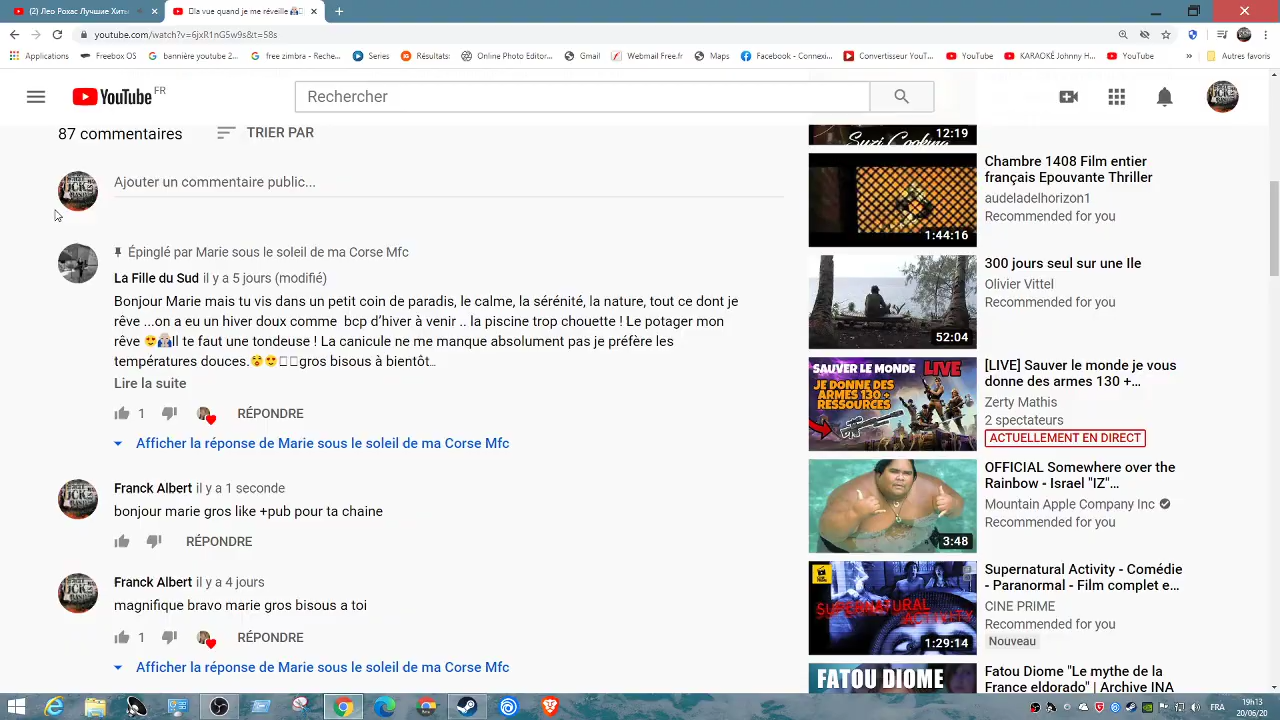 (2) Лео Рохас Лучшие Хиты
la vue quand je me réveille
youtube.com/watch?v=6jxR1nG5w9s&t=58s
Applications
Freebox OS
bannière youtube 2...
free zimbra - Reche...
Series
Résultats
Online Photo Editor...
Gmail
Webmail Free.fr
Maps
Facebook - Connexi...
Convertisseur YouT...
YouTube
KARAOKÉ Johnny H...
YouTube
»
Autres favoris
YouTube FR
Rechercher
87 commentaires
TRIER PAR
Ajouter un commentaire public...
Épinglé par Marie sous le soleil de ma Corse Mfc
La Fille du Sud il y a 5 jours (modifié)
Bonjour Marie mais tu vis dans un petit coin de paradis, le calme, la sérénité, la nature, tout ce dont je
rêve ...on a eu un hiver doux comme bcp d’hiver à venir .. la piscine trop chouette ! Le potager mon
rêve Il te faut une pelleuse ! La canicule ne me manque absolument pas je préfère les
températures douces. gros bisous à bientôt..
Lire la suite
1 RÉPONDRE
Afficher la réponse de Marie sous le soleil de ma Corse Mfc
Franck Albert il y a 1 seconde
bonjour marie gros like +pub pour ta chaine
RÉPONDRE
Franck Albert il y a 4 jours
magnifique bravo marie gros bisous a toi
1 RÉPONDRE
Afficher la réponse de Marie sous le soleil de ma Corse Mfc
Suzi Cooking
12:19
Chambre 1408 Film entier
français Epouvante Thriller
audeladelhorizon1
Recommended for you
1:44:16
300 jours seul sur une Ile
Olivier Vittel
Recommended for you
52:04
SAUVER LE MONDE LIVE
JE DONNE DES
ARMES 130 +
RESSOURCES
[LIVE] Sauver le monde je vous
donne des armes 130 +...
Zerty Mathis
2 spectateurs
ACTUELLEMENT EN DIRECT
OFFICIAL Somewhere over the
Rainbow - Israel "IZ"...
Mountain Apple Company Inc
Recommended for you
3:48
SUPERNATURAL
ACTIVITY
1:29:14
Supernatural Activity - Comédie
- Paranormal - Film complet e...
CINE PRIME
Recommended for you
Nouveau
FATOU DIOME
Fatou Diome "Le mythe de la
France eldorado" | Archive INA
FRA
19h13
20/06/20